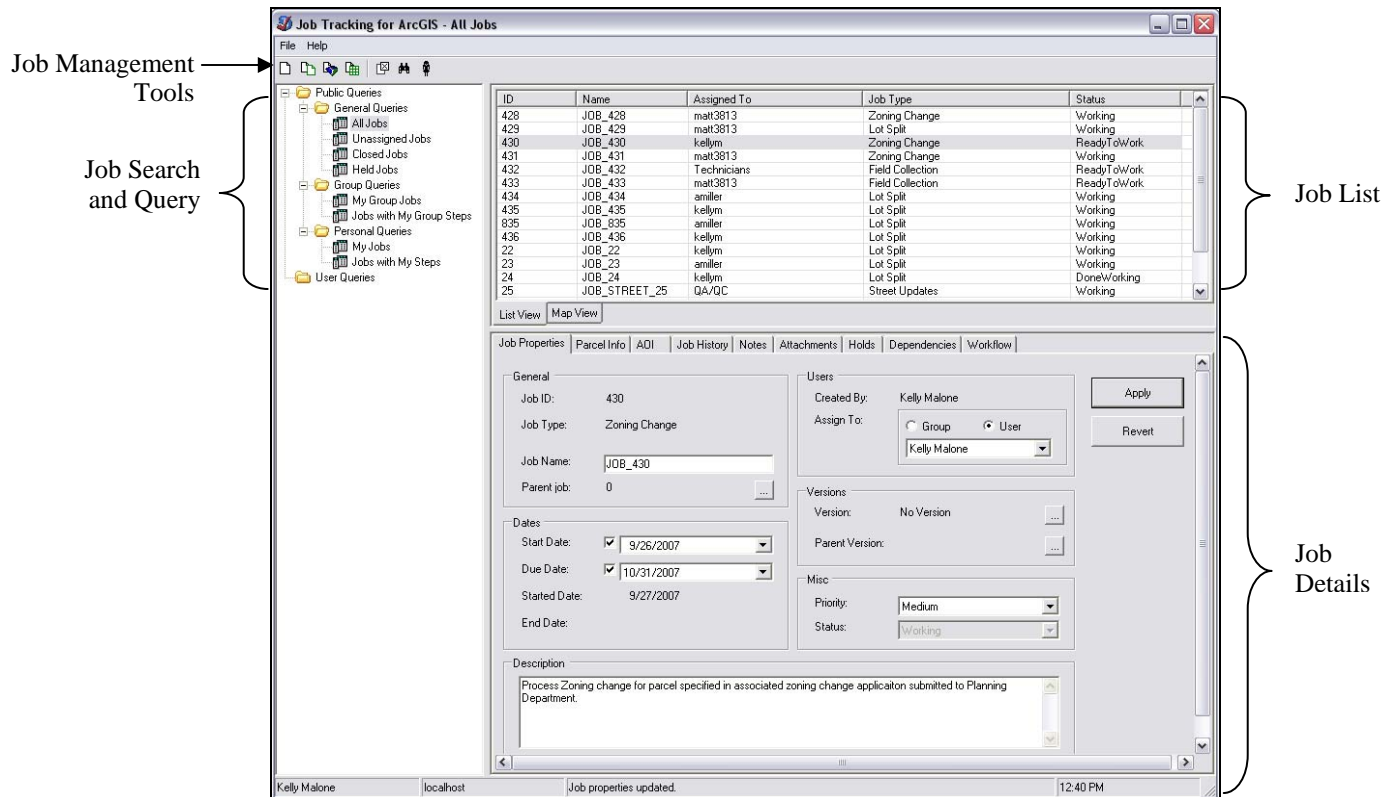 Job Tracking for ArcGIS - All Jobs
File Help
Job Management
Tools
Job Search
and Query
Public Queries
General Queries
All Jobs
Unassigned Jobs
Closed Jobs
Held Jobs
Group Queries
My Group Jobs
Jobs with My Group Steps
Personal Queries
My Jobs
Jobs with My Steps
User Queries
ID Name Assigned To Job Type Status
428 JOB_428 matt3813 Zoning Change Working
429 JOB_429 matt3813 Lot Split Working
430 JOB_430 kellym Zoning Change ReadyToWork
431 JOB_431 matt3813 Zoning Change Working
432 JOB_432 Technicians Field Collection ReadyToWork
433 JOB_433 matt3813 Field Collection ReadyToWork
434 JOB_434 amiller Lot Split Working
435 JOB_435 kellym Lot Split Working
835 JOB_835 amiller Lot Split Working
436 JOB_436 kellym Lot Split Working
22 JOB_22 kellym Lot Split Working
23 JOB_23 amiller Lot Split Working
24 JOB_24 kellym Lot Split DoneWorking
25 JOB_STREET_25 QA/QC Street Updates Working
List View Map View
Job List
Job Properties Parcel Info AOI Job History Notes Attachments Holds Dependencies Workflow
General
Job ID: 430
Job Type: Zoning Change
Job Name: JOB_430
Parent job: 0 ...
Dates
Start Date: 9/26/2007
Due Date: 10/31/2007
Started Date: 9/27/2007
End Date:
Users
Created By: Kelly Malone
Assign To: Group User
Kelly Malone
Versions
Version: No Version ...
Parent Version: ...
Misc
Priority: Medium
Status: Working
Apply
Revert
Job
Details
Description
Process Zoning change for parcel specified in associated zoning change applicaiton submitted to Planning
Department.
Kelly Malone localhost Job properties updated. 12:40 PM